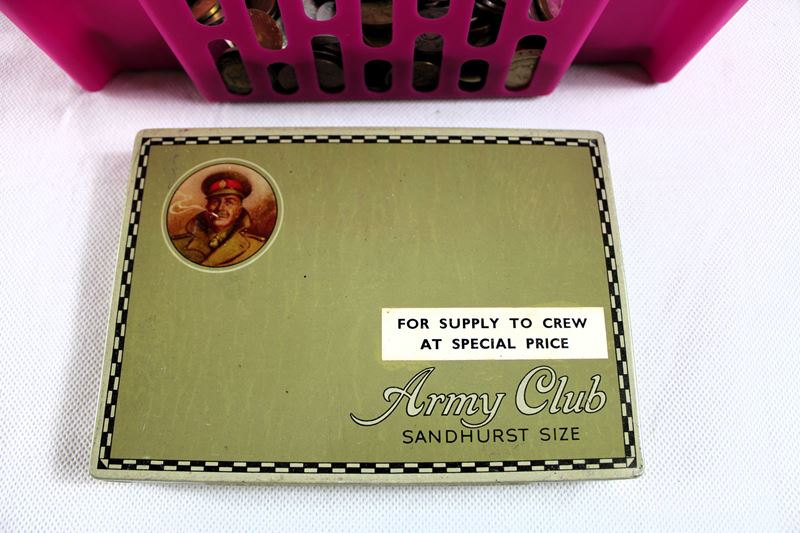 FOR SUPPLY TO CREW
AT SPECIAL PRICE
Army Club
SANDHURST SIZE